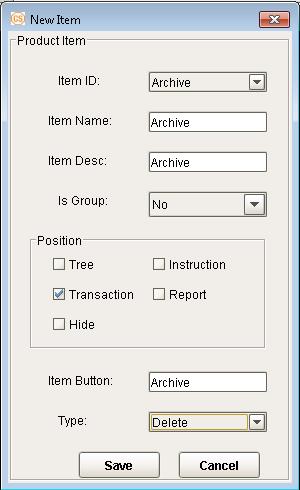 CS New Item
Product Item
Item ID: Archive
Item Name: Archive
Item Desc: Archive
Is Group: No
Position
Tree Instruction
Transaction Report
Hide
Item Button: Archive
Type: Delete
Save Cancel